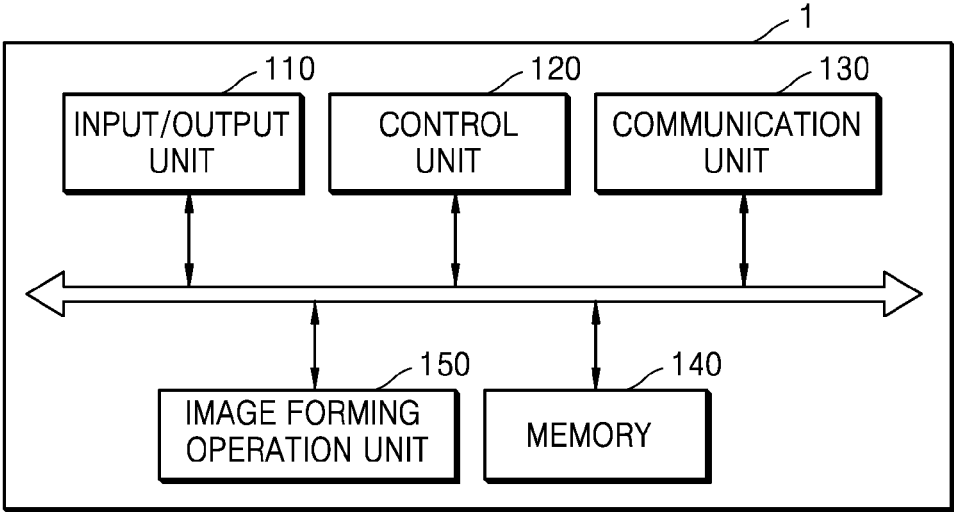 1
110
120
130
INPUT/OUTPUT
UNIT
CONTROL
UNIT
COMMUNICATION
UNIT
150
140
IMAGE FORMING
OPERATION UNIT
MEMORY